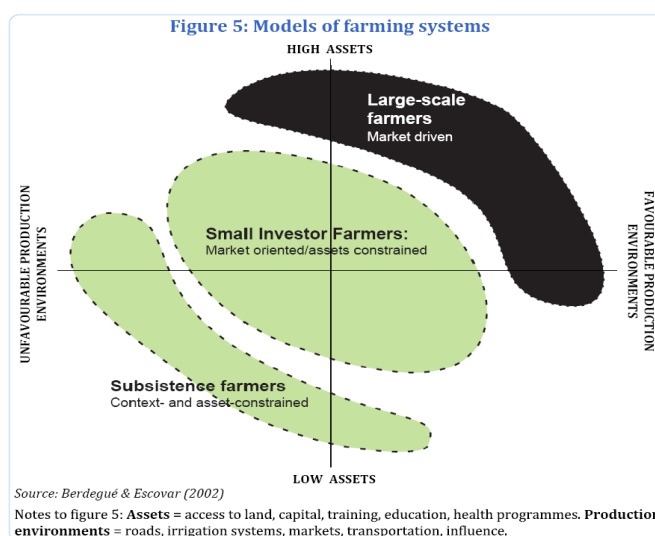 Figure 5: Models of farming systems
HIGH ASSETS
Large-scale
farmers
Market driven
UNFAVOURABLE PRODUCTION
ENVIRONMENTS
FAVOURABLE PRODUCTION
ENVIRONMENTS
Small Investor Farmers:
Market oriented/assets constrained
Subsistence farmers
Context- and asset-constrained
LOW ASSETS
Source: Berdegué & Escovar (2002)
Notes to figure 5: Assets = access to land, capital, training, education, health programmes. Production
environments = roads, irrigation systems, markets, transportation, influence.